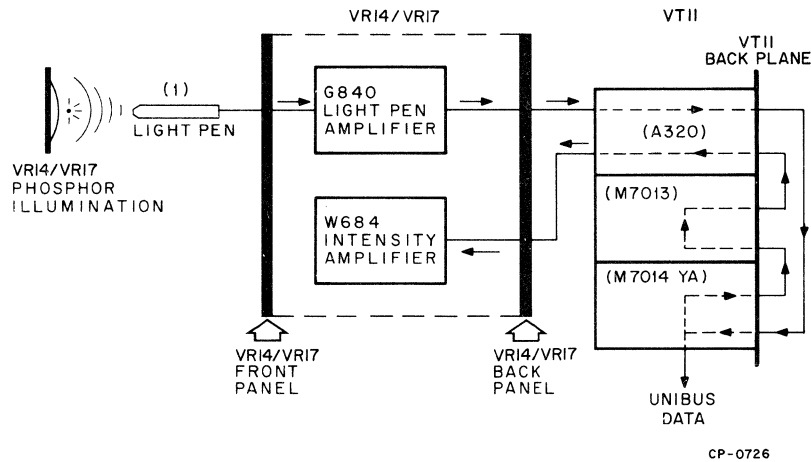 VR14/VR17
VT11
VT11
BACK PLANE
(1)
LIGHT PEN
G840
LIGHT PEN
AMPLIFIER
(A320)
VR14/VR17
PHOSPHOR
ILLUMINATION
W684
INTENSITY
AMPLIFIER
(M7013)
(M7014 YA)
VR14/VR17
FRONT
PANEL
VR14/VR17
BACK
PANEL
UNIBUS
DATA
CP-0726